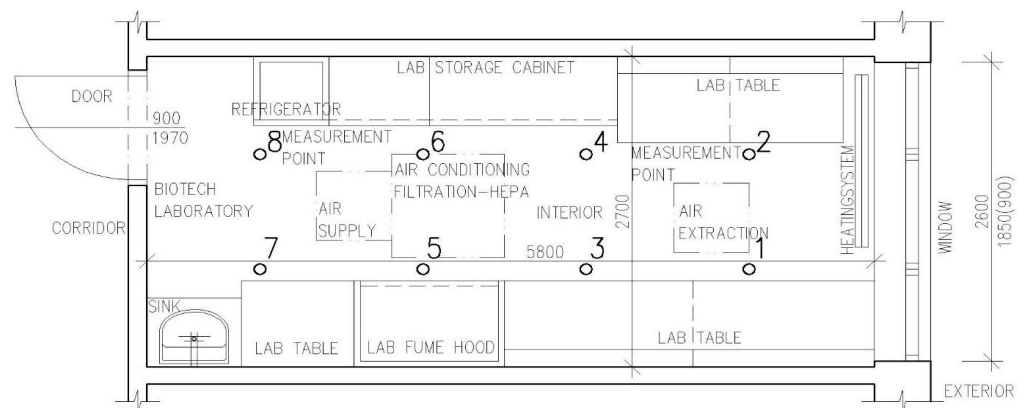 LAB STORAGE CABINET
LAB TABLE
DOOR
REFRIGERATOR
900
1970
8
MEASUREMENT
POINT
6
4
MEASUREMENT
POINT
2
AIR CONDITIONING
FILTRATION-HEPA
BIOTECH
LABORATORY
AIR
SUPPLY
INTERIOR
2700
AIR
EXTRACTION
HEATINGSYSTEM
WINDOW
2600
1850(900)
CORRIDOR
5800
7
5
3
1
SINK
LAB TABLE
LAB FUME HOOD
LAB TABLE
EXTERIOR